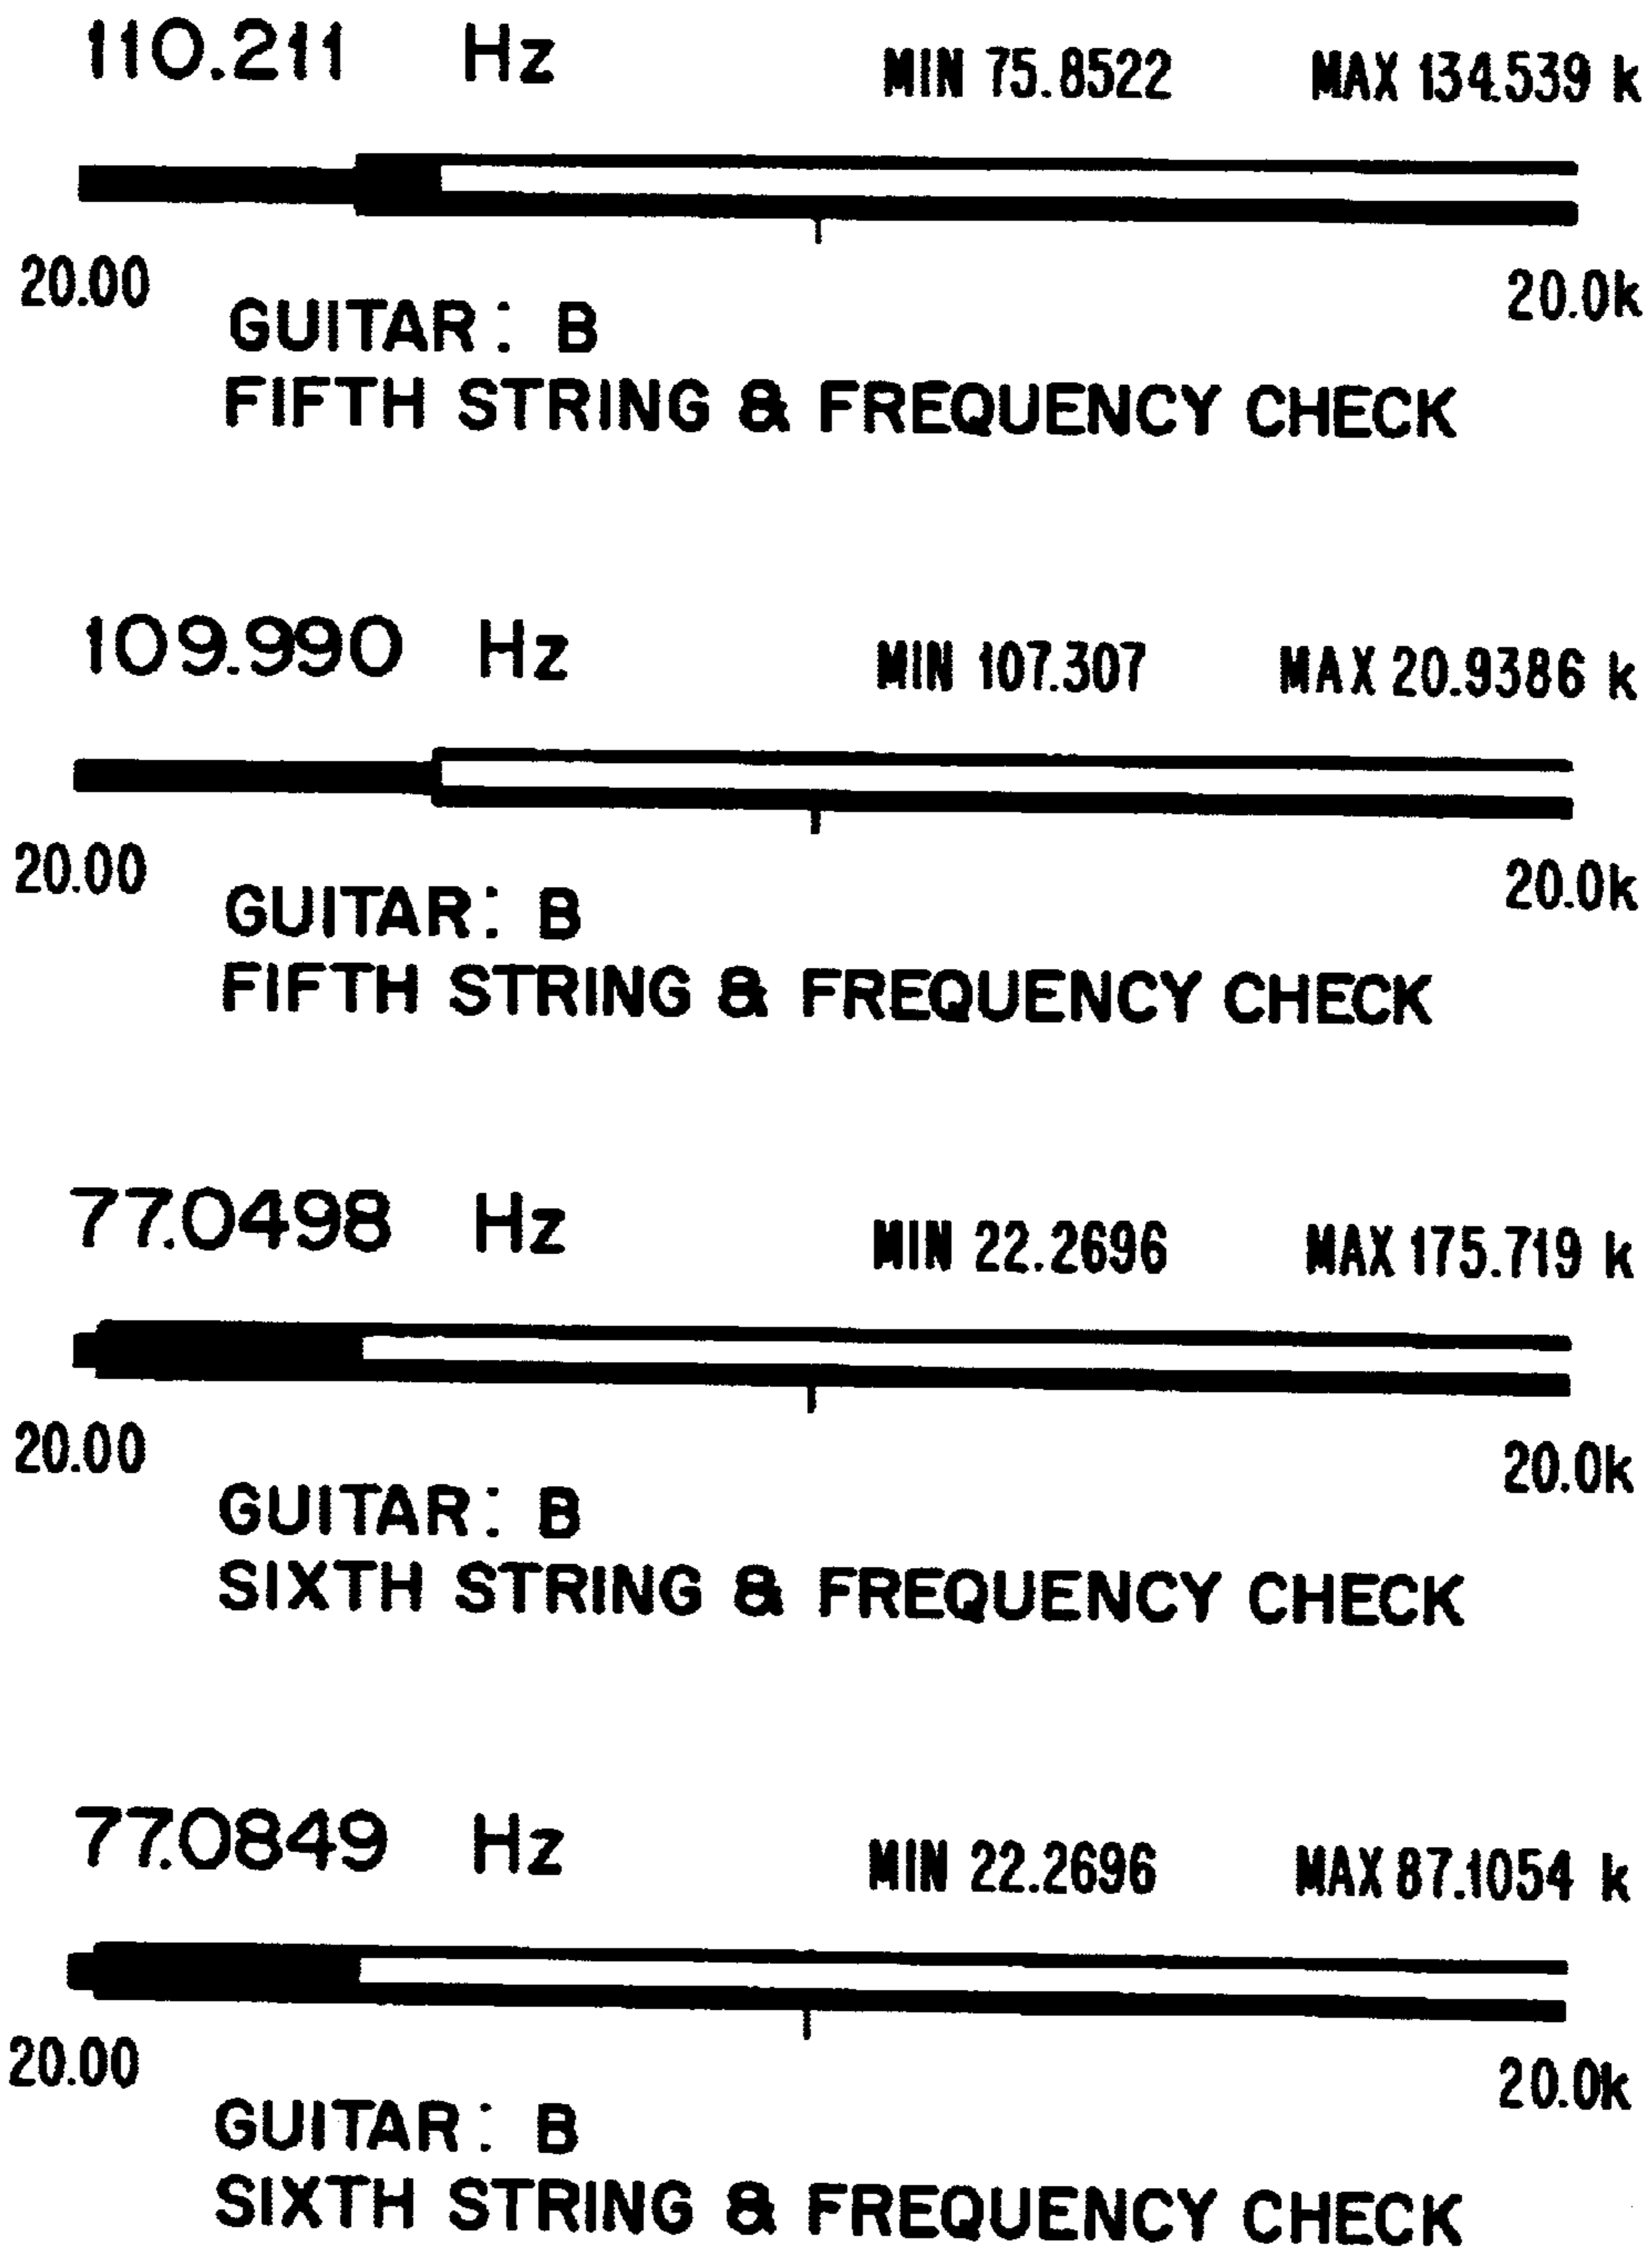 110.211 Hz MIN 75.8522 MAX 134.539 k
20.00 20.0k
GUITAR: B
FIFTH STRING & FREQUENCY CHECK
109.990 Hz MIN 107.307 MAX 20.9386 k
20.00 20.0k
GUITAR: B
FIFTH STRING & FREQUENCY CHECK
77.0498 Hz MIN 22.2696 MAX 175.719 k
20.00 20.0k
GUITAR: B
SIXTH STRING & FREQUENCY CHECK
77.0849 Hz MIN 22.2696 MAX 87.1054 k
20.00 20.0k
GUITAR: B
SIXTH STRING & FREQUENCY CHECK